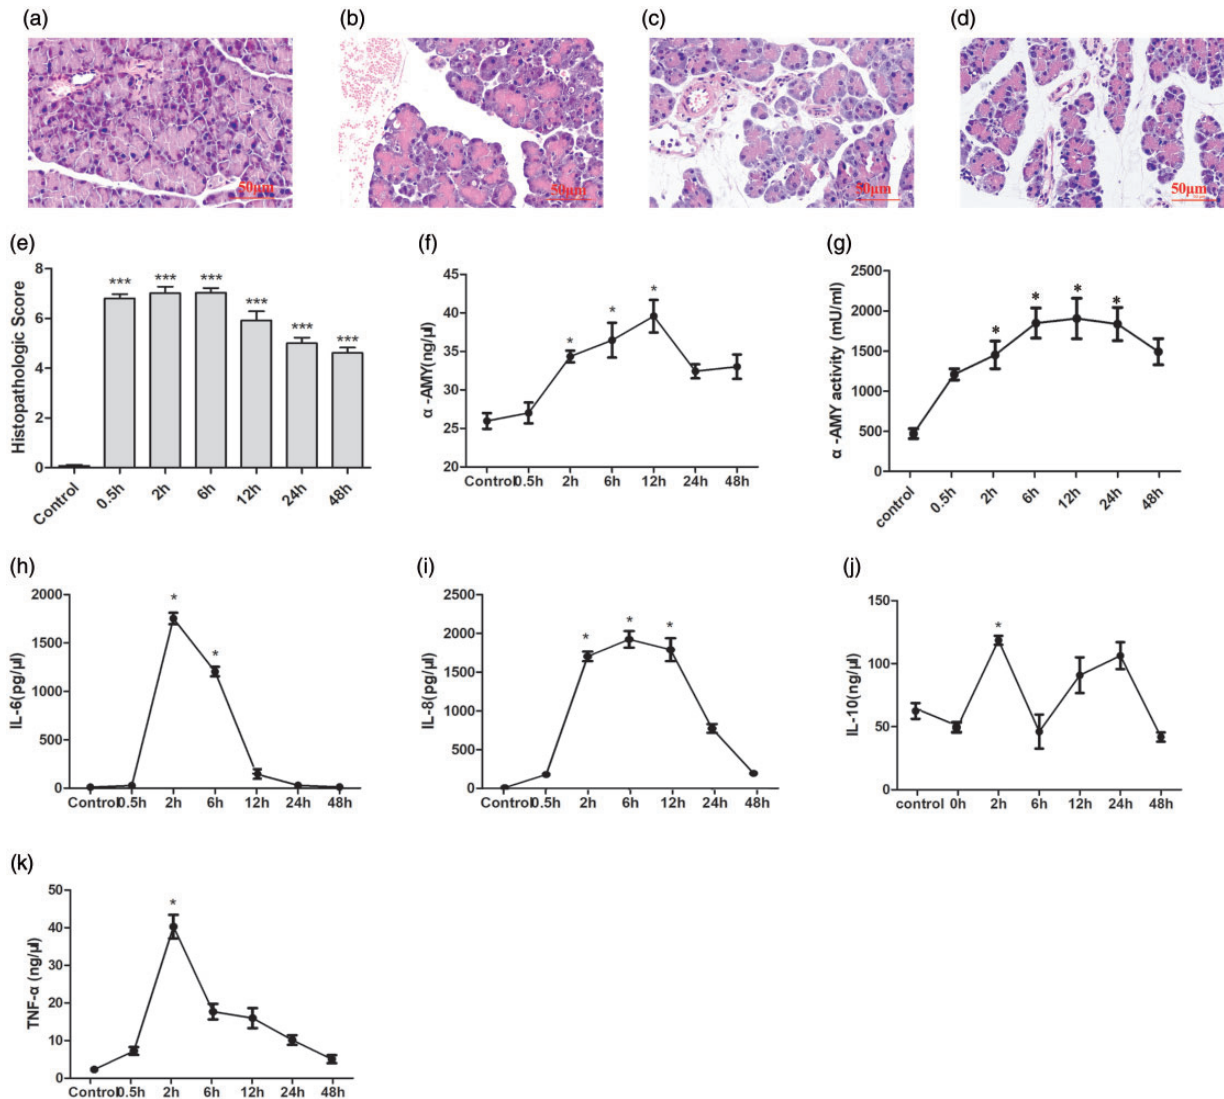 (a)
(b)
(c)
(d)
50μm
50μm
50μm
50μm
(e)
Histopathologic Score
8
6
4
2
0
***
***
***
***
***
***
Control
0.5h
2h
6h
12h
24h
48h
(f)
α -AMY(ng/μl)
45
40
35
30
25
20
*
*
*
Control 0.5h 2h 6h 12h 24h 48h
(g)
α -AMY activity (mU/ml)
2500
2000
1500
1000
500
0
*
*
*
*
control
0.5h
2h
6h
12h
24h
48h
(h)
IL-6(pg/μl)
2000
1500
1000
500
0
*
*
Control 0.5h 2h 6h 12h 24h 48h
(i)
IL-8(pg/μl)
2500
2000
1500
1000
500
0
*
*
*
Control 0.5h 2h 6h 12h 24h 48h
(j)
IL-10(ng/μl)
150
100
50
0
*
control 0h 2h 6h 12h 24h 48h
(k)
TNF-α (ng/μl)
50
40
30
20
10
0
*
Control 0.5h 2h 6h 12h 24h 48h